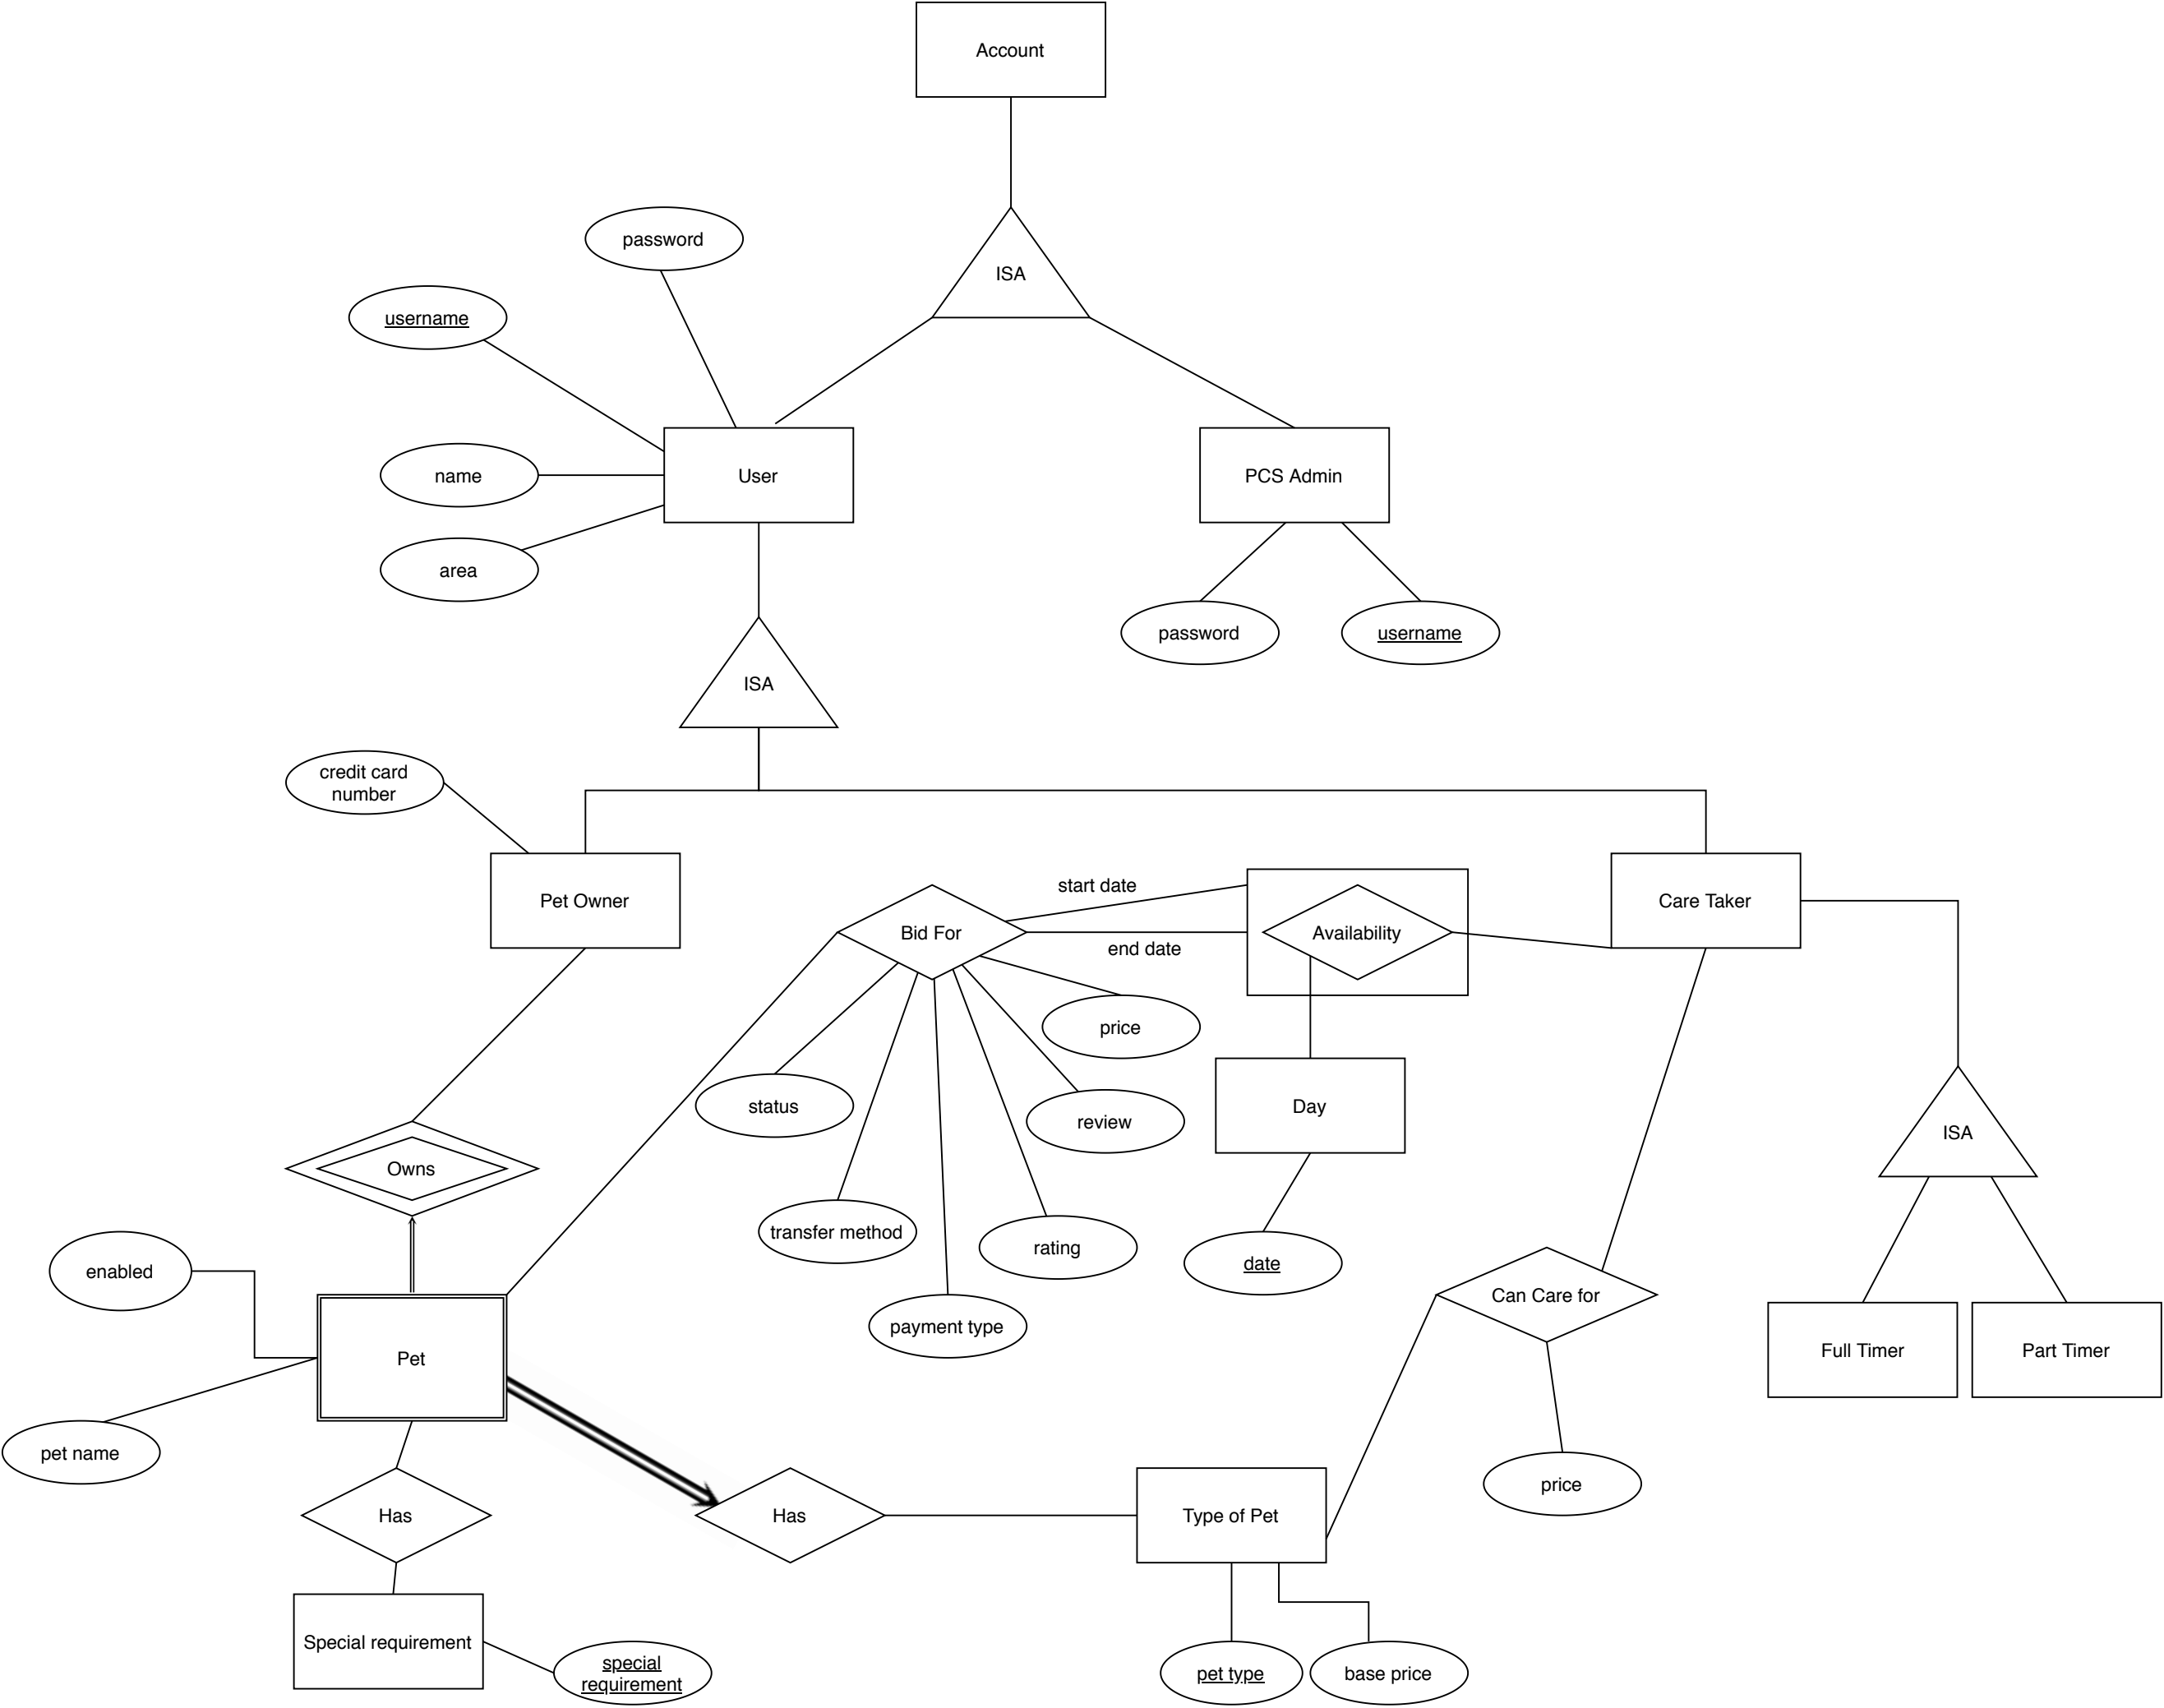 Account
password
ISA
username
name
User
PCS Admin
area
password
username
ISA
credit card
number
start date
Pet Owner
Bid For
Availability
Care Taker
end date
price
status
review
Day
ISA
Owns
transfer method
rating
date
enabled
Can Care for
payment type
Pet
Full Timer
Part Timer
pet name
price
Has
Has
Type of Pet
Special requirement
special
requirement
pet type
base price